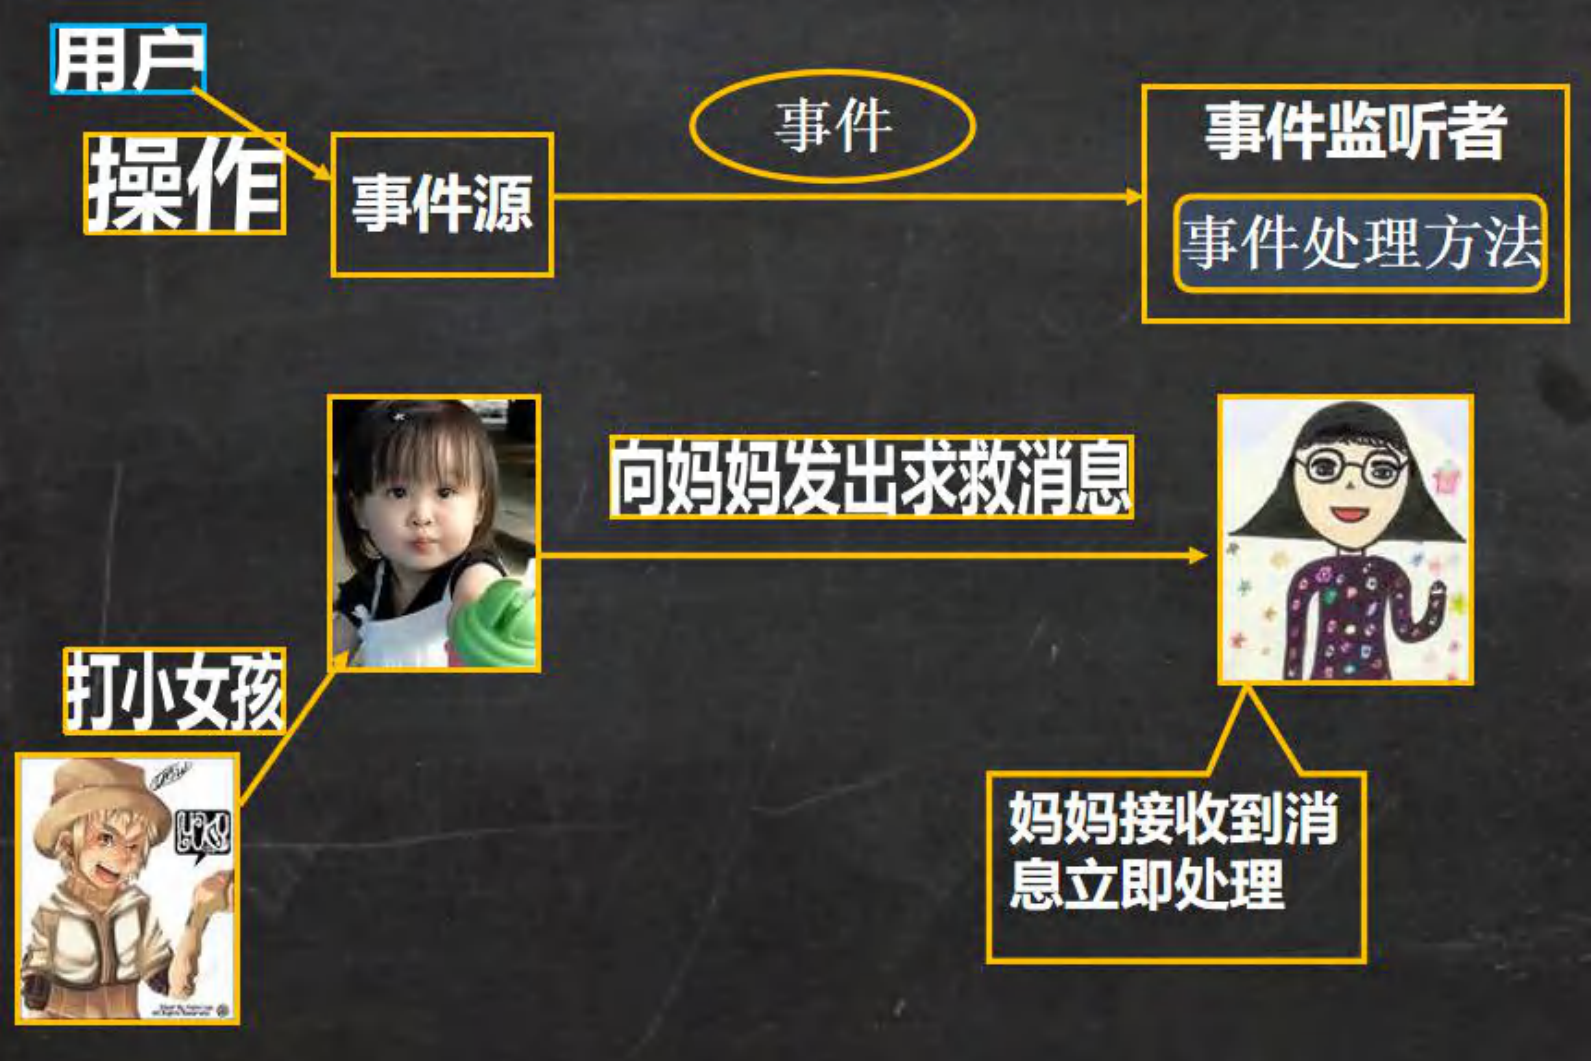 用户
操作
事件源
事件
事件监听者
事件处理方法
向妈妈发出求救消息
打小女孩
妈妈接收到消
息立即处理